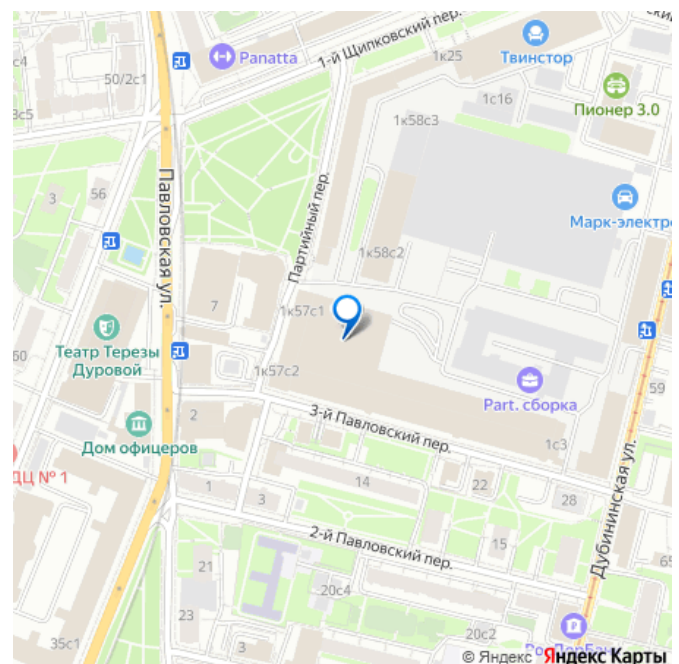 1-й Щипковский пер.
Panatta
50/2с1
с4
8с5
1к25
Твинстор
1с16
Пионер 3.0
1к58с3
3
56
Павловская ул.
Партийный пер.
Марк-электр
1к58с2
7
1к57с1
Театр Терезы
Дуровой
60
1к57с2
59
Part. сборка
2
Дом офицеров
3-й Павловский пер.
1с3
ДЦ № 1
1
3
14
22
28
Дубининская ул.
2-й Павловский пер.
15
21
65
20с4
23
3
35с1
20с2
© Яндекс Яндекс Карты